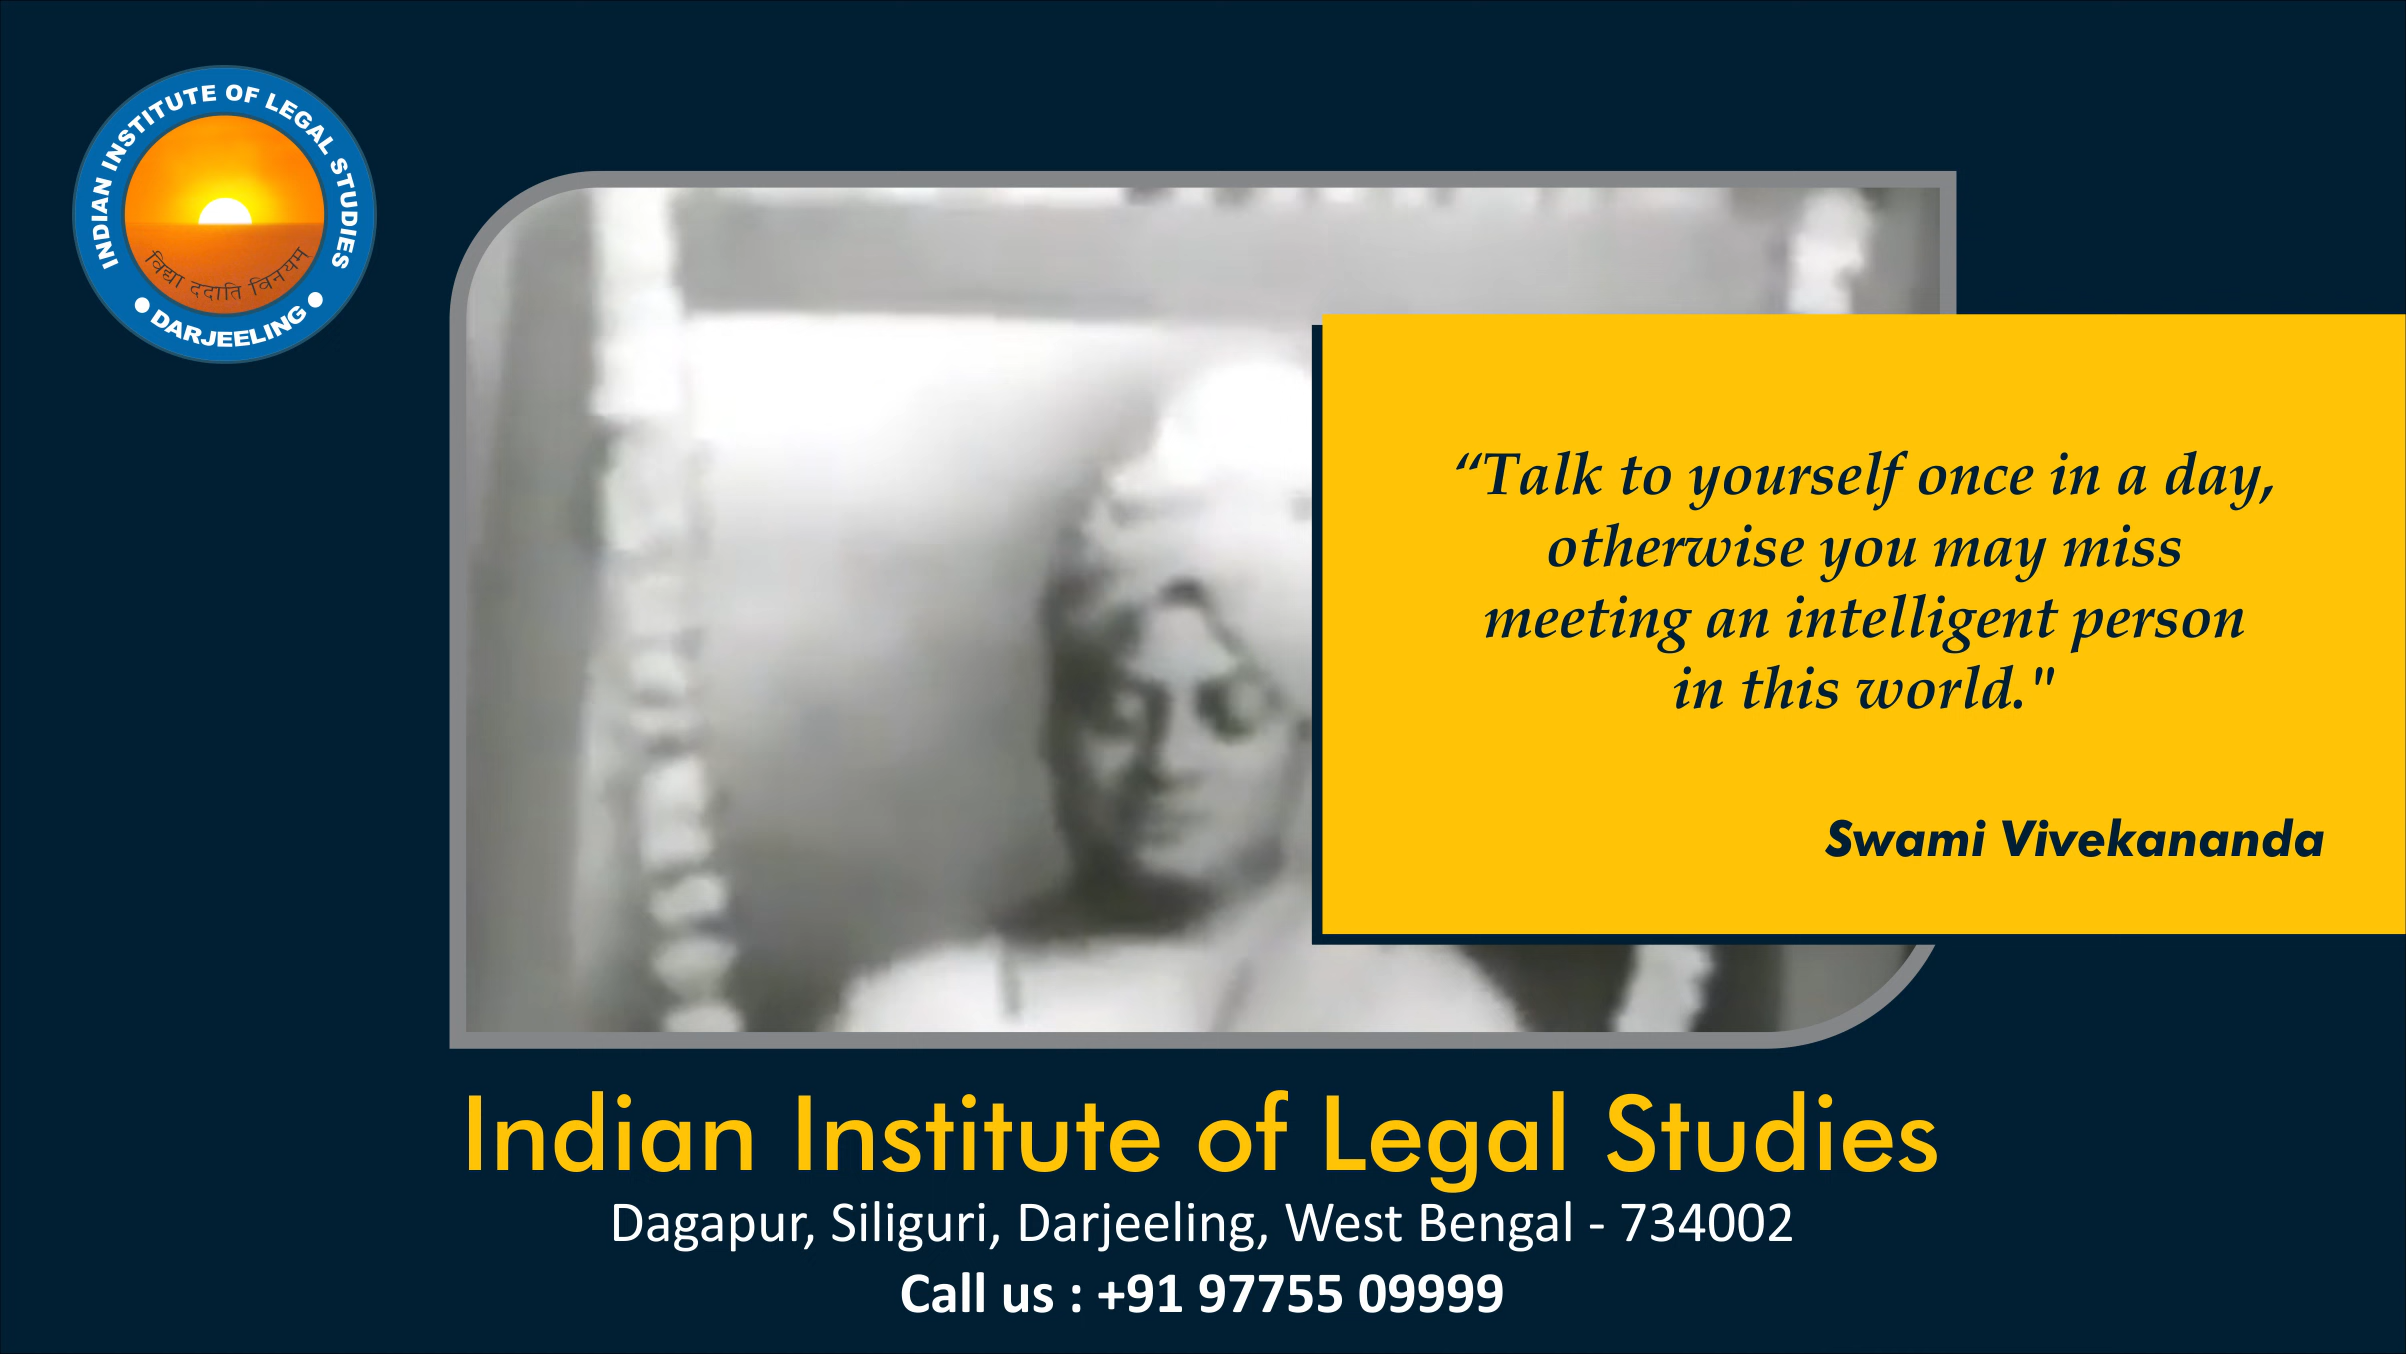 INDIAN INSTITUTE OF LEGAL STUDIES
विद्या ददाति विनयम्
DARJEELING
“Talk to yourself once in a day,
otherwise you may miss
meeting an intelligent person
in this world."
Swami Vivekananda
Indian Institute of Legal Studies
Dagapur, Siliguri, Darjeeling, West Bengal - 734002
Call us : +91 97755 09999